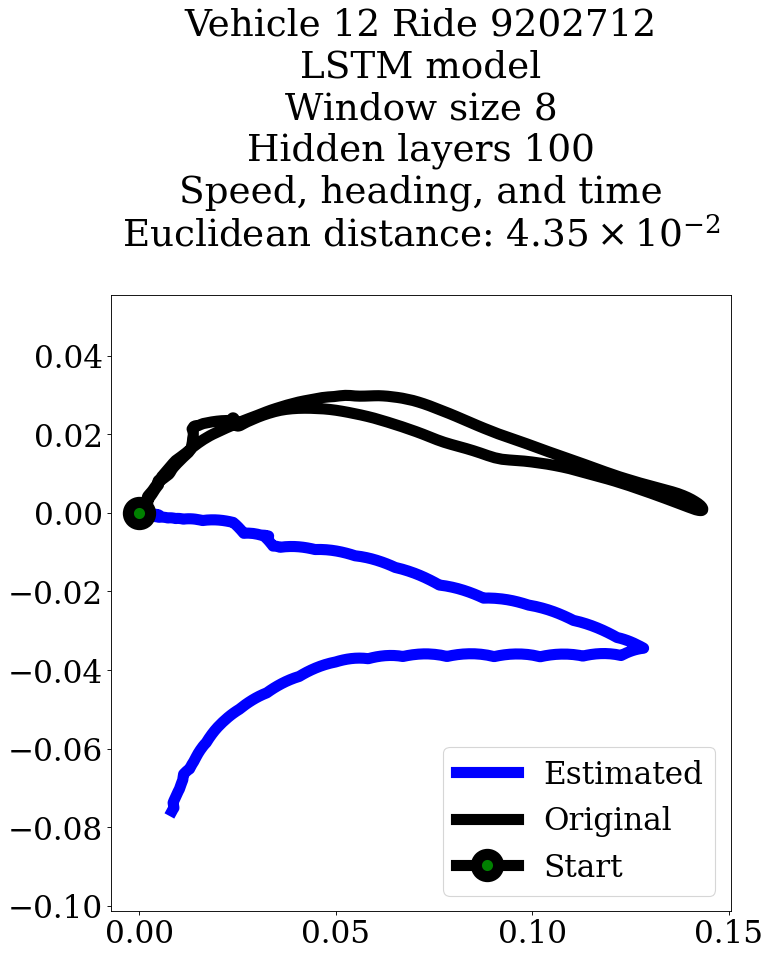 Vehicle 12 Ride 9202712
LSTM model
Window size 8
Hidden layers 100
Speed, heading, and time
Euclidean distance: 4.35 × 10⁻²
0.04
0.02
0.00
−0.02
−0.04
−0.06
−0.08
−0.10
0.00 0.05 0.10 0.15
Estimated
Original
Start